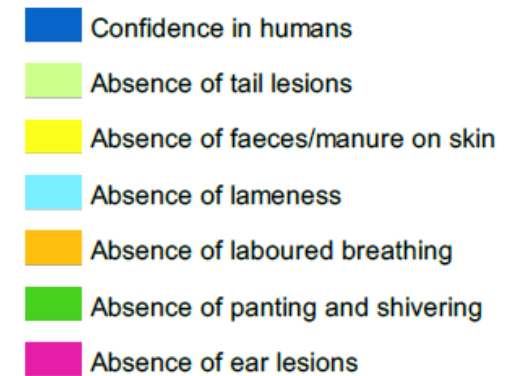 Confidence in humans
Absence of tail lesions
Absence of faeces/manure on skin
Absence of lameness
Absence of laboured breathing
Absence of panting and shivering
Absence of ear lesions